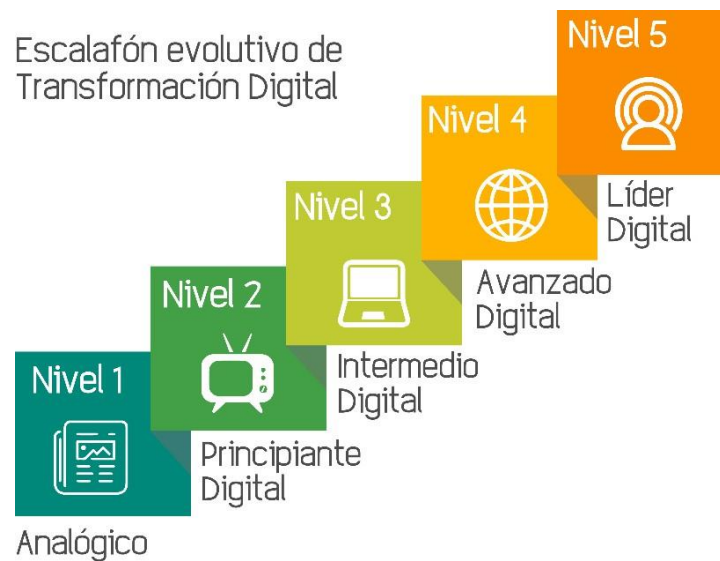 Escalafón evolutivo de
Transformación Digital
Nivel 5
Líder
Digital
Nivel 4
Avanzado
Digital
Nivel 3
Intermedio
Digital
Nivel 2
Principiante
Digital
Nivel 1
Analógico